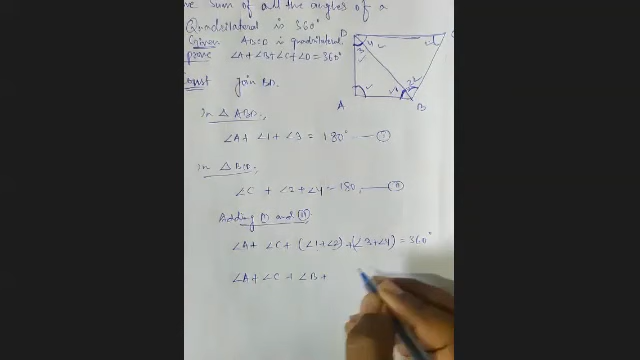 Sum of all the angles of a
Quadrilateral is 360°
Given ABCD is quadrilateral.
prove ∠A + ∠B + ∠C + ∠D = 360°
const Join BD.
D
A
B
In △ ABD,
∠A + ∠1 + ∠3 = 180° — ①
In △ BCD,
∠C + ∠2 + ∠4 = 180, — ②
Adding ① and ②
∠A + ∠C + (∠1 + ∠2) + (∠3 + ∠4) = 360°
∠A + ∠C + ∠B +